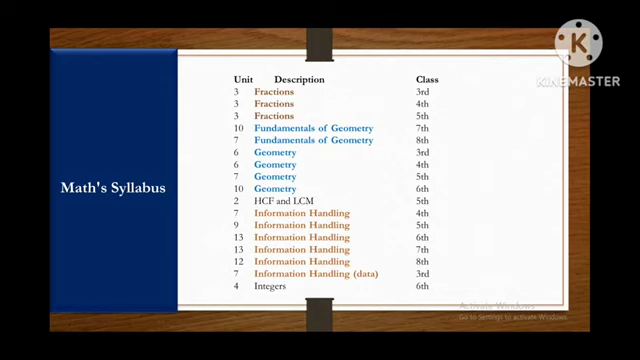 K
KINEMASTER
Math's Syllabus
Unit Description Class
3 Fractions 3rd
3 Fractions 4th
3 Fractions 5th
10 Fundamentals of Geometry 7th
7 Fundamentals of Geometry 8th
6 Geometry 3rd
6 Geometry 4th
7 Geometry 5th
10 Geometry 6th
2 HCF and LCM 5th
7 Information Handling 4th
9 Information Handling 5th
13 Information Handling 6th
13 Information Handling 7th
12 Information Handling 8th
7 Information Handling (data) 3rd
4 Integers 6th
Activate Windows
Go to Settings to activate Windows.